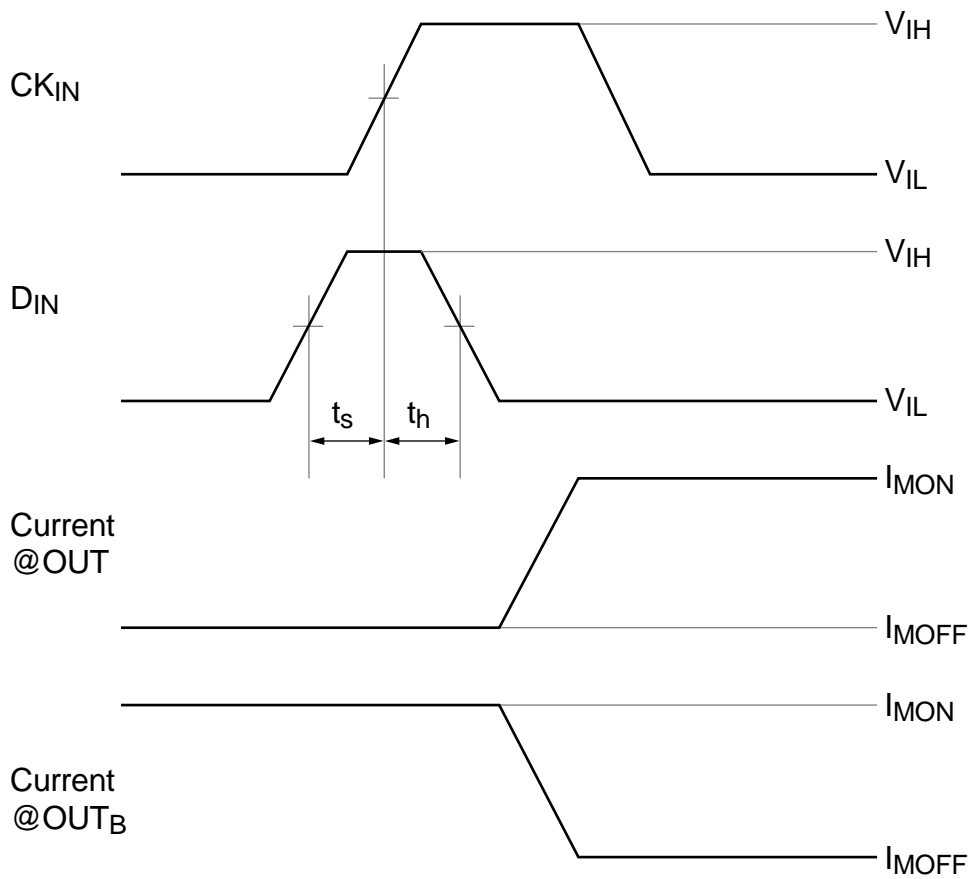 V_IH
CK_IN
V_IL
V_IH
D_IN
V_IL
t_s t_h
I_MON
Current
@OUT
I_MOFF
I_MON
Current
@OUT_B
I_MOFF